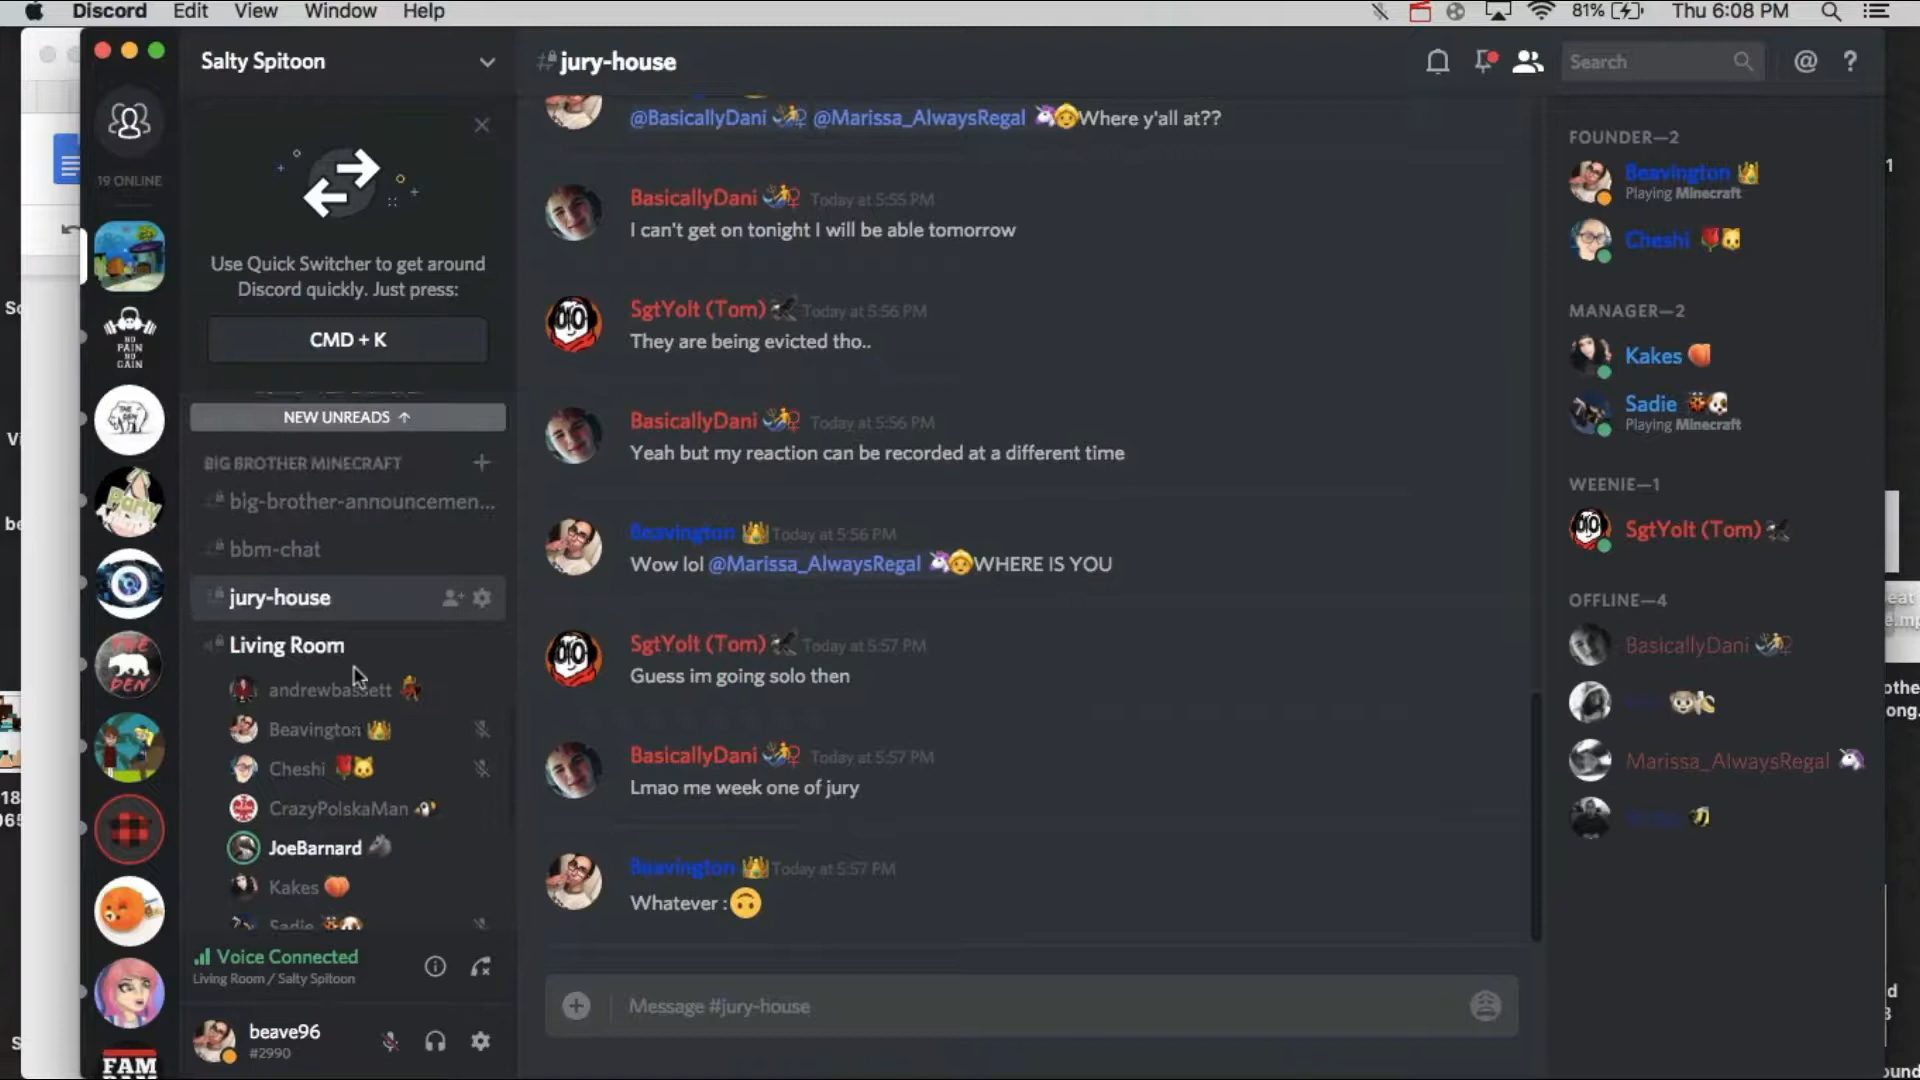 Discord Edit View Window Help
81% Thu 6:08 PM
Salty Spitoon
#jury-house
Search
@ ?
19 ONLINE
NO
PAIN
NO
GAIN
THE
DEN
FAM
Use Quick Switcher to get around
Discord quickly. Just press:
CMD + K
NEW UNREADS ↑
BIG BROTHER MINECRAFT +
big-brother-announcemen...
bbm-chat
jury-house
Living Room
andrewbassett
Beavington
Cheshi
CrazyPolskaMan
JoeBarnard
Kakes
Sadie
Voice Connected
Living Room / Salty Spitoon
beave96
#2990
@BasicallyDani @Marissa_AlwaysRegal Where y'all at??
BasicallyDani Today at 5:55 PM
I can't get on tonight I will be able tomorrow
SgtYolt (Tom) Today at 5:56 PM
They are being evicted tho..
BasicallyDani Today at 5:56 PM
Yeah but my reaction can be recorded at a different time
Beavington Today at 5:56 PM
Wow lol @Marissa_AlwaysRegal WHERE IS YOU
SgtYolt (Tom) Today at 5:57 PM
Guess im going solo then
BasicallyDani Today at 5:57 PM
Lmao me week one of jury
Beavington Today at 5:57 PM
Whatever :
Message #jury-house
FOUNDER—2
Beavington
Playing Minecraft
Cheshi
MANAGER—2
Kakes
Sadie
Playing Minecraft
WEENIE—1
SgtYolt (Tom)
OFFLINE—4
BasicallyDani
Marissa_AlwaysRegal